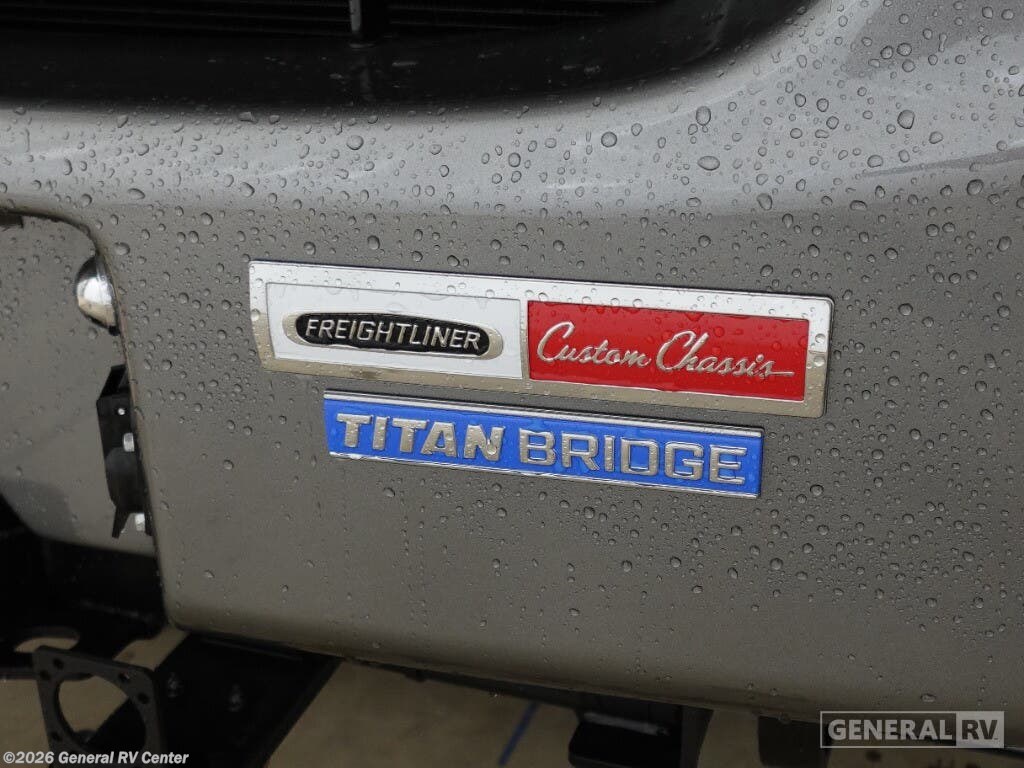 FREIGHTLINER Custom Chassis
TITAN BRIDGE
GENERAL RV
©2026 General RV Center